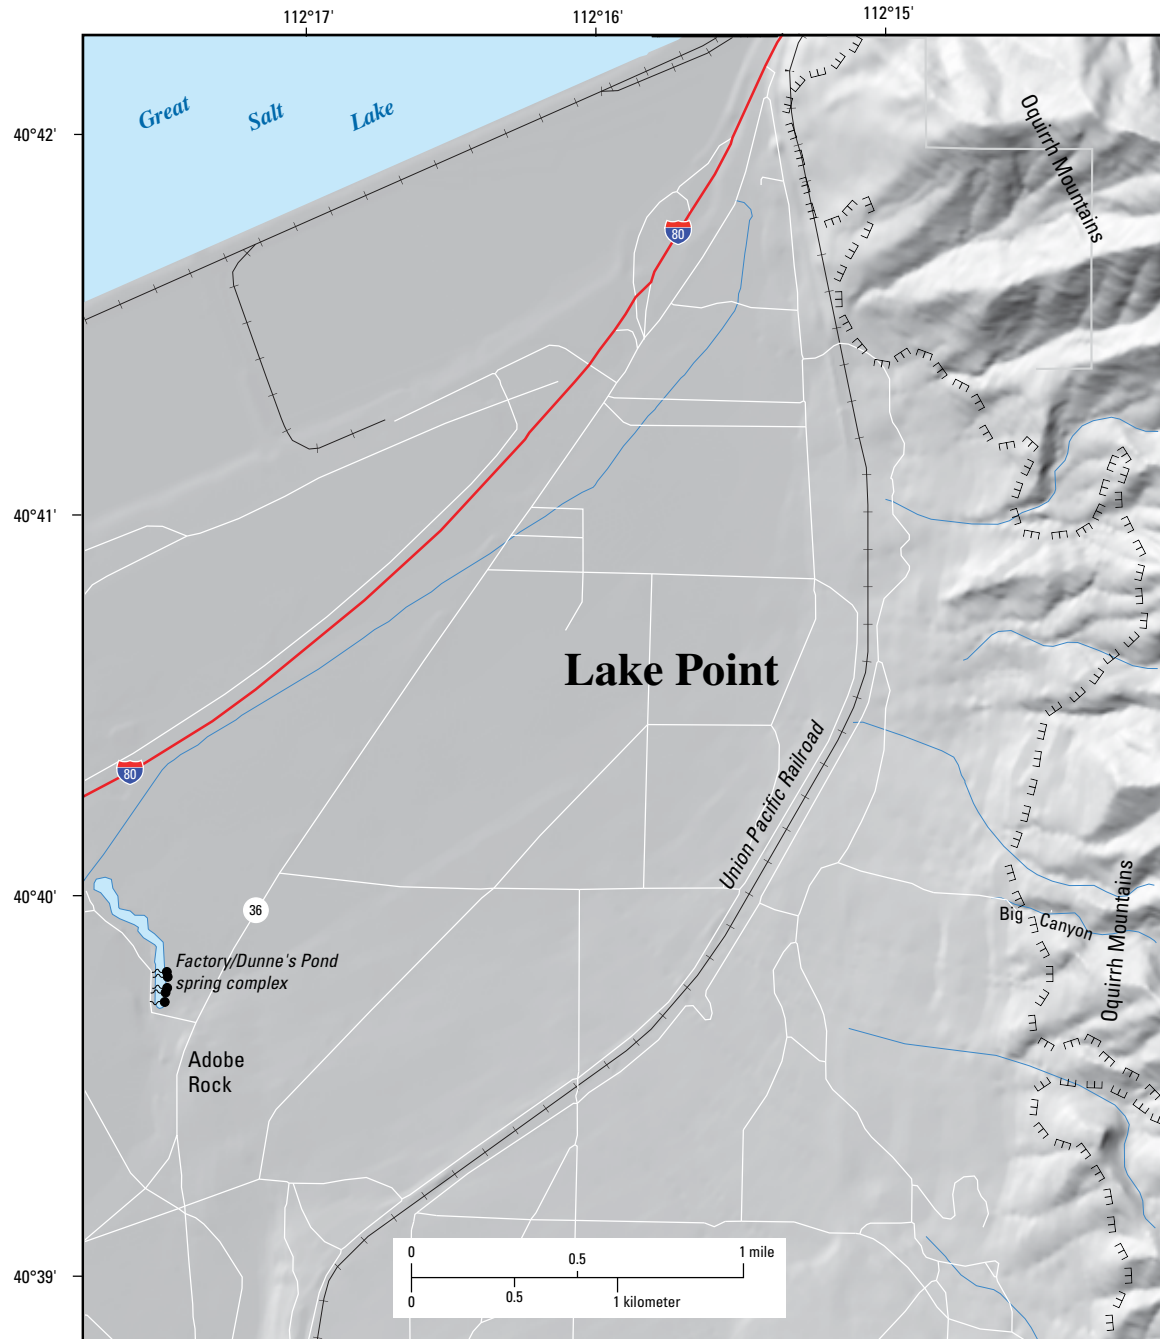 112°17'
112°16'
112°15'
40°42'
40°41'
40°40'
40°39'
Great Salt Lake
Oquirrh Mountains
80
Lake Point
Union Pacific Railroad
80
36
Big Canyon
Oquirrh Mountains
Factory/Dunne's Pond
spring complex
Adobe
Rock
0 0.5 1 mile
0 0.5 1 kilometer